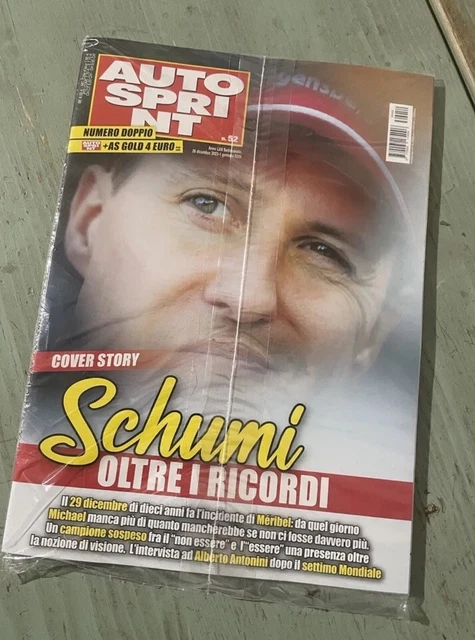 AUTO
SPRI
NT
n. 52
NUMERO DOPPIO
+AS GOLD 4 EURO
COVER STORY
Schumi
OLTRE I RICORDI
Il 29 dicembre di dieci anni fa l'incidente di Méribel: da quel giorno
Michael manca più di quanto mancherebbe se non ci fosse davvero più.
Un campione sospeso fra il "non essere" e l'"essere" una presenza oltre
la nozione di visione. L'intervista ad Alberto Antonini dopo il settimo Mondiale